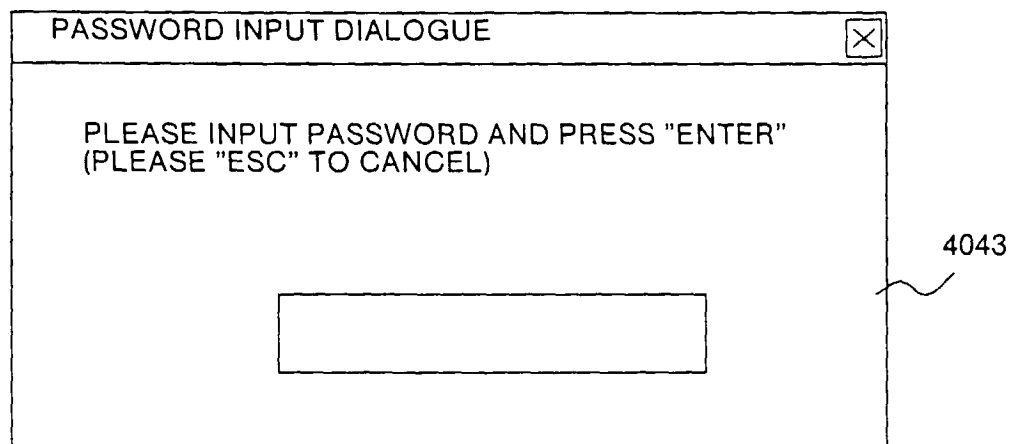 PASSWORD INPUT DIALOGUE
PLEASE INPUT PASSWORD AND PRESS "ENTER"
(PLEASE "ESC" TO CANCEL)
4043